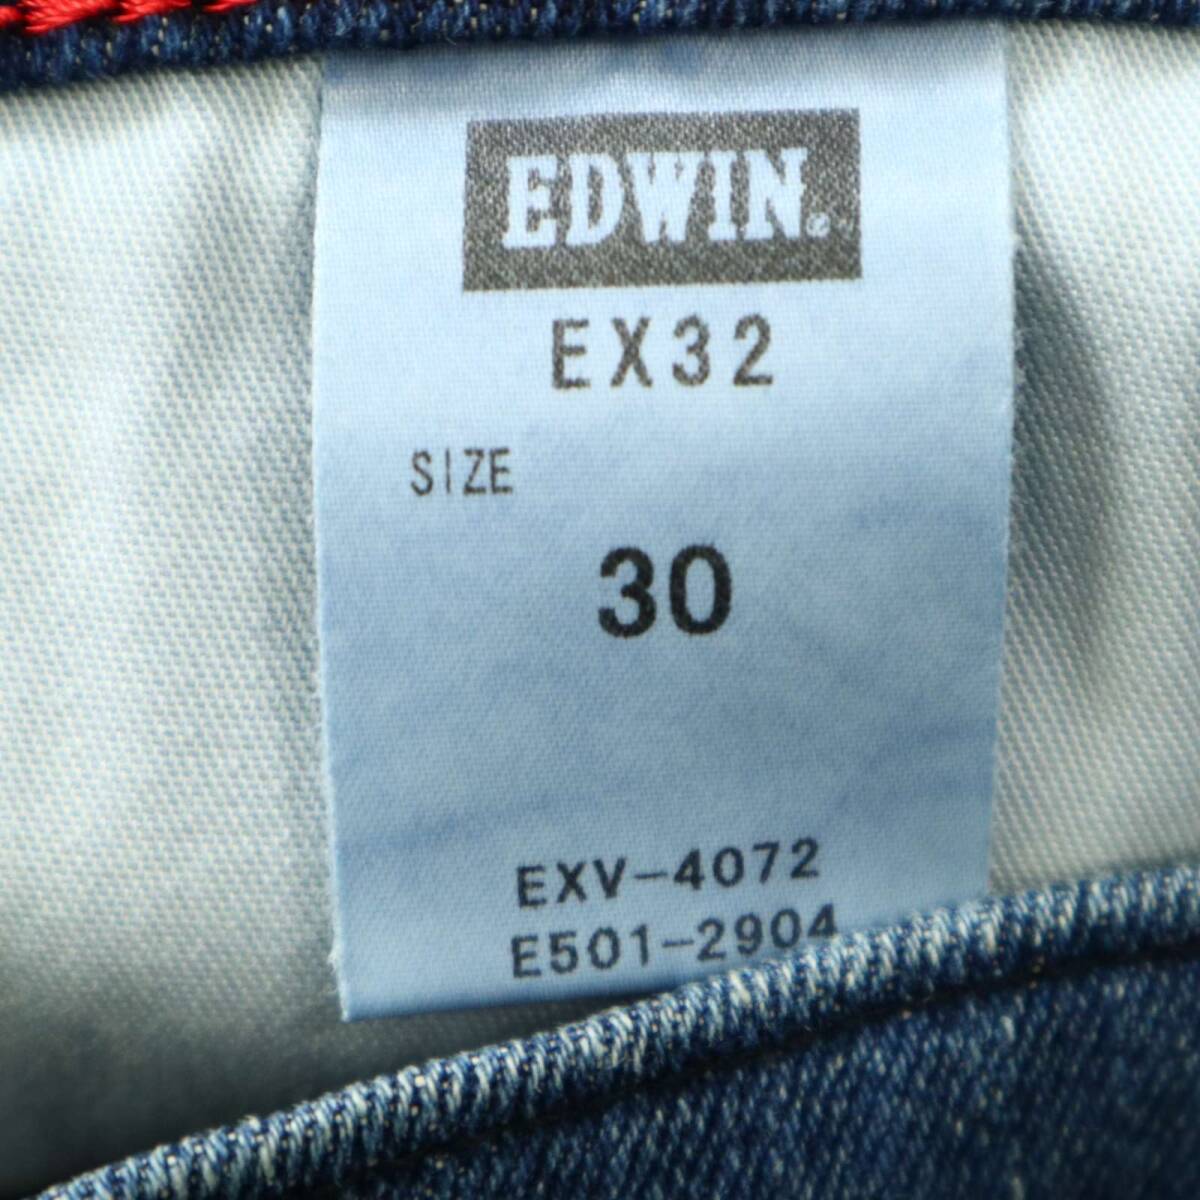 EDWIN.
EX32
SIZE
30
EXV-4072
E501-2904